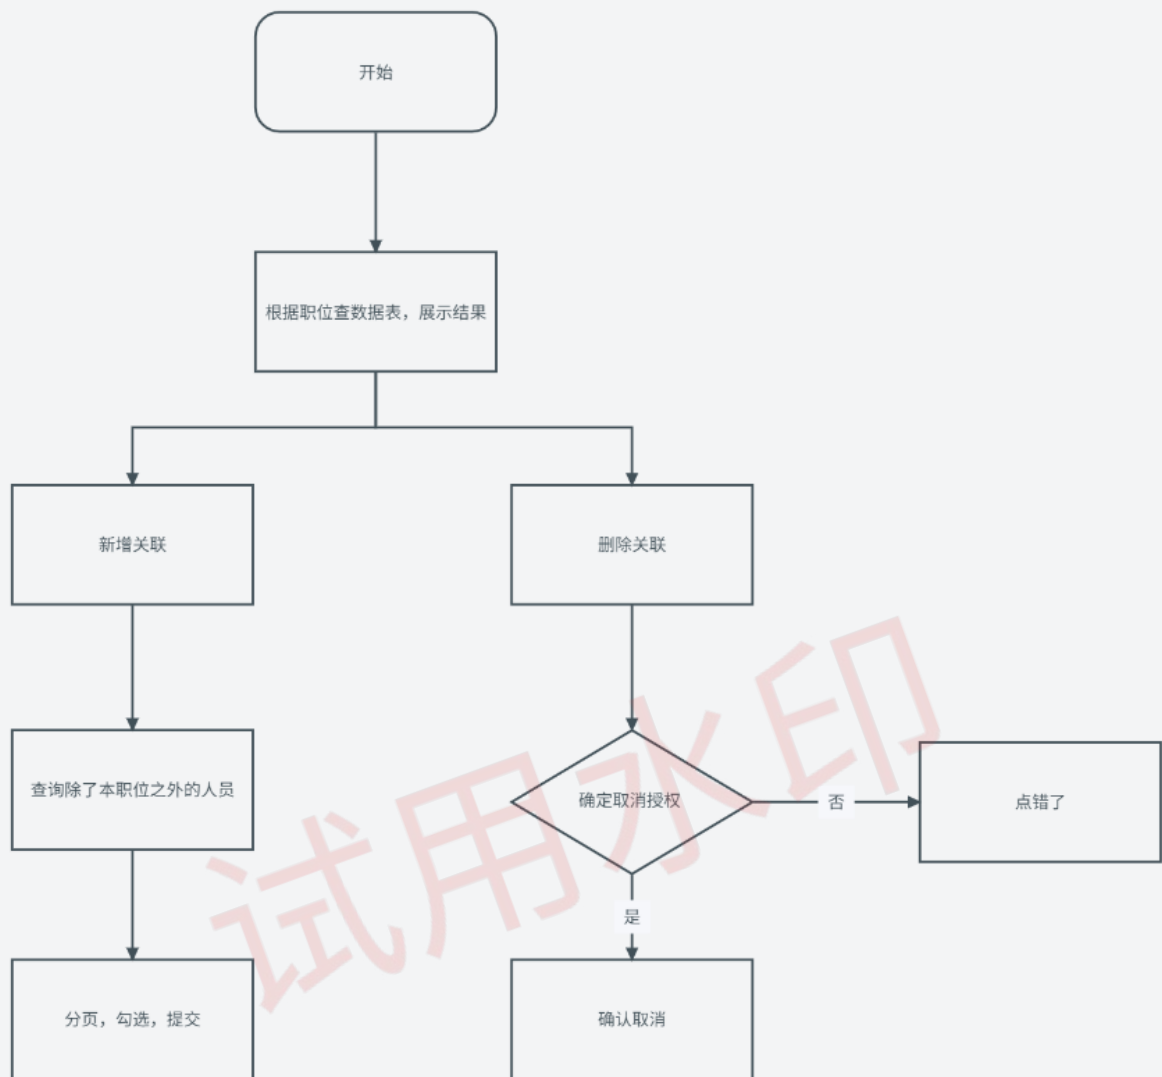 开始
根据职位查数据表，展示结果
新增关联
删除关联
查询除了本职位之外的人员
确定取消授权
否
点错了
是
分页，勾选，提交
确认取消
试用水印